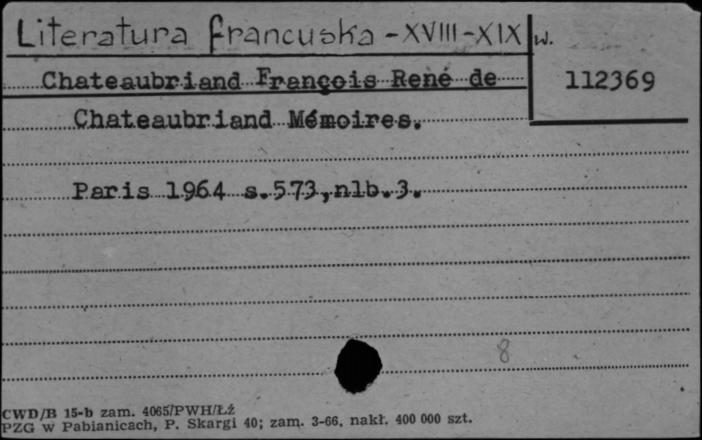 Literatura francuska - XVIII-XIX w.
Chateaubriand François René de
112369
Chateaubriand Mémoires.
Paris 1964 s.573,nlb.3.
8
CWD/B 15-b zam. 4065/PWH/Łż
PZG w Pabianicach, P. Skargi 40; zam. 3-66, nakł. 400 000 szt.